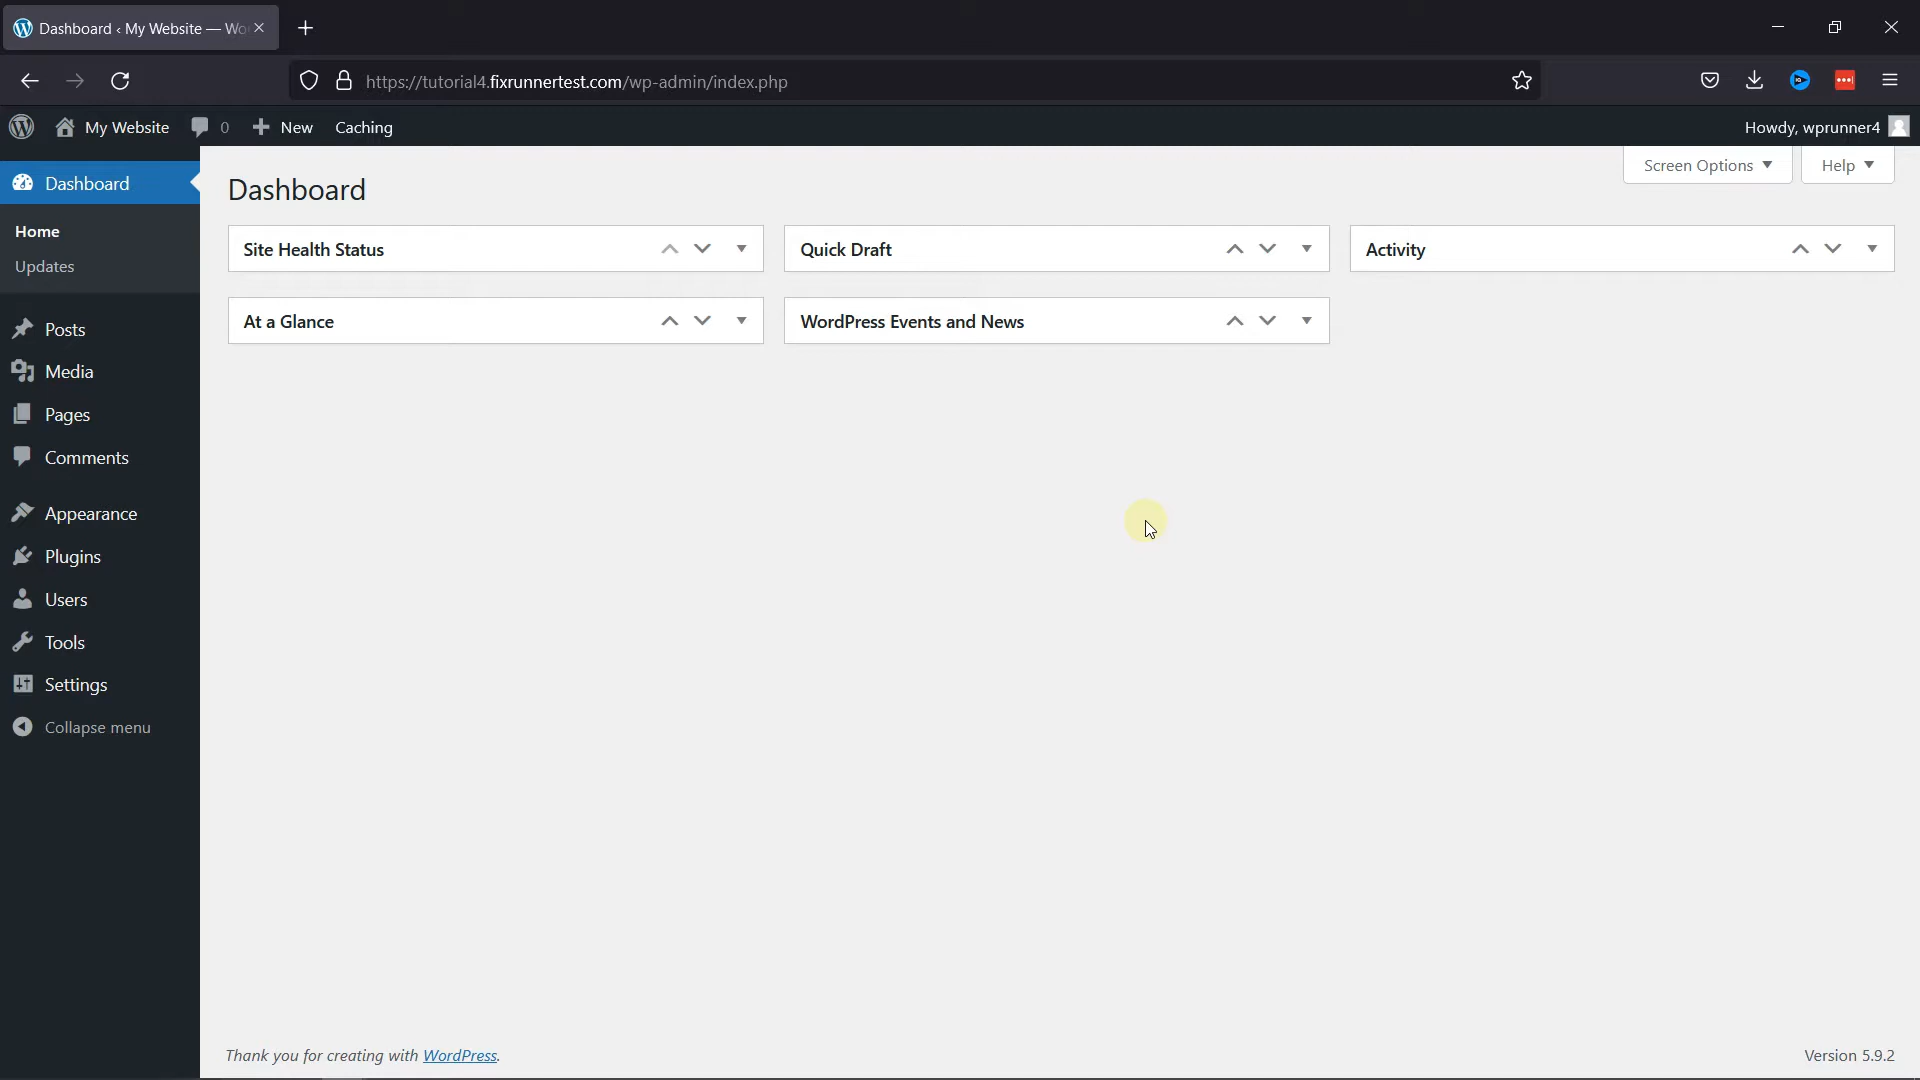 Dashboard ‹ My Website — Wo
https://tutorial4.fixrunnertest.com/wp-admin/index.php
My Website 0 New Caching Howdy, wprunner4
Dashboard
Home
Updates
Posts
Media
Pages
Comments
Appearance
Plugins
Users
Tools
Settings
Collapse menu
Screen Options Help
Dashboard
Site Health Status
Quick Draft
Activity
At a Glance
WordPress Events and News
Thank you for creating with WordPress.
Version 5.9.2